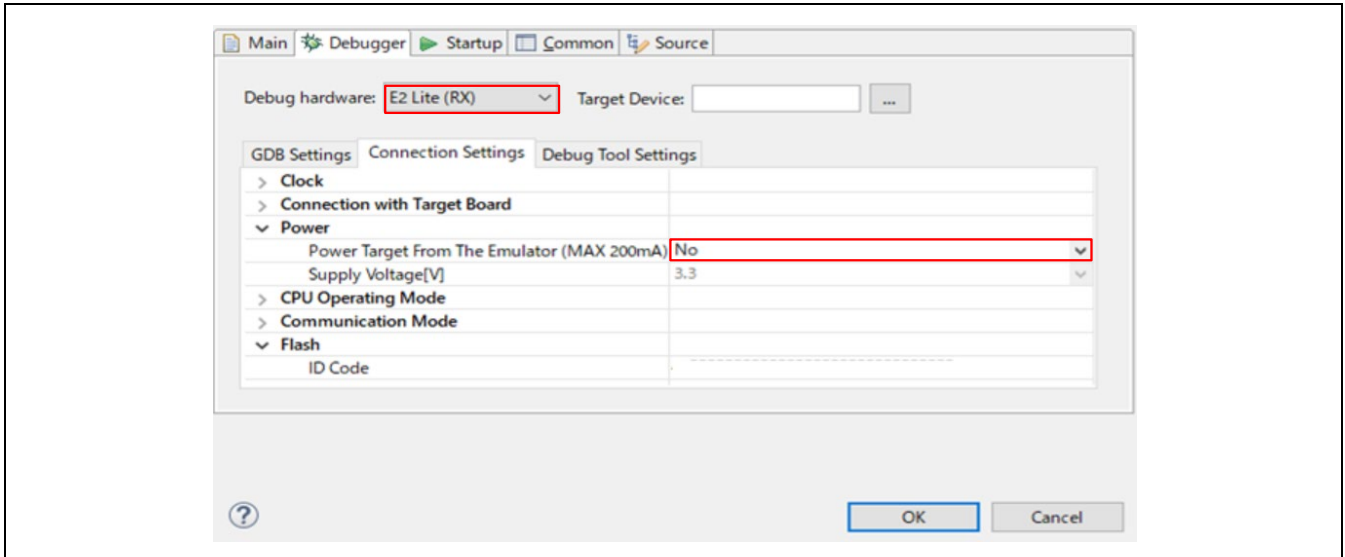 Main Debugger Startup Common Source
Debug hardware: E2 Lite (RX) Target Device: ...
GDB Settings Connection Settings Debug Tool Settings
Clock
Connection with Target Board
Power
Power Target From The Emulator (MAX 200mA) No
Supply Voltage[V] 3.3
CPU Operating Mode
Communication Mode
Flash
ID Code
? OK Cancel